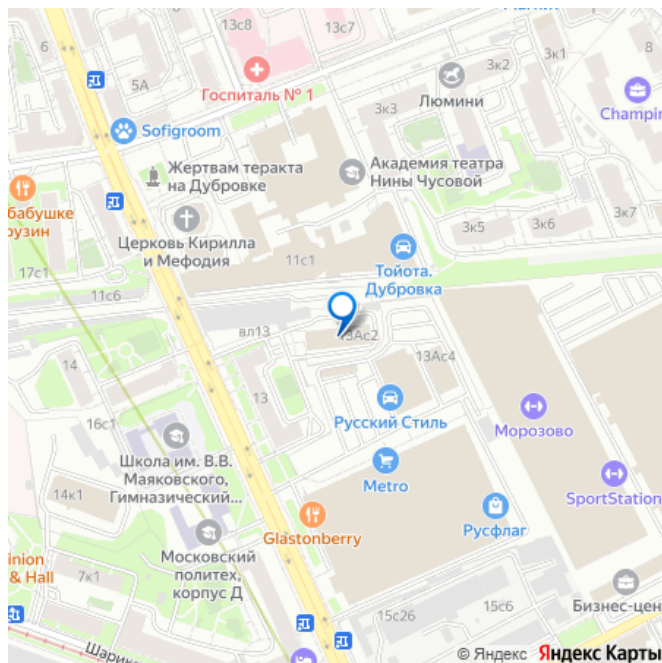 13с8
13с7
6
8
3к1
3к2
5А
Госпиталь № 1
Люмини
3к3
Champi
Sofigroom
Жертвам теракта
на Дубровке
Академия театра
Нины Чусовой
бабушке
рузин
3к7
3к6
3к5
Церковь Кирилла
и Мефодия
11с1
Тойота.
Дубровка
17с1
11с6
вл13
13Ас2
13Ас4
14
13
Русский Стиль
16с1
Морозово
Школа им. В.В.
Маяковского,
Гимназический...
Metro
14к1
SportStation
Русфлаг
Glastonberry
Московский
политех,
корпус Д
inion
& Hall
7к1
Бизнес-цен
15с6
15с26
Шарик
© Яндекс Яндекс Карты